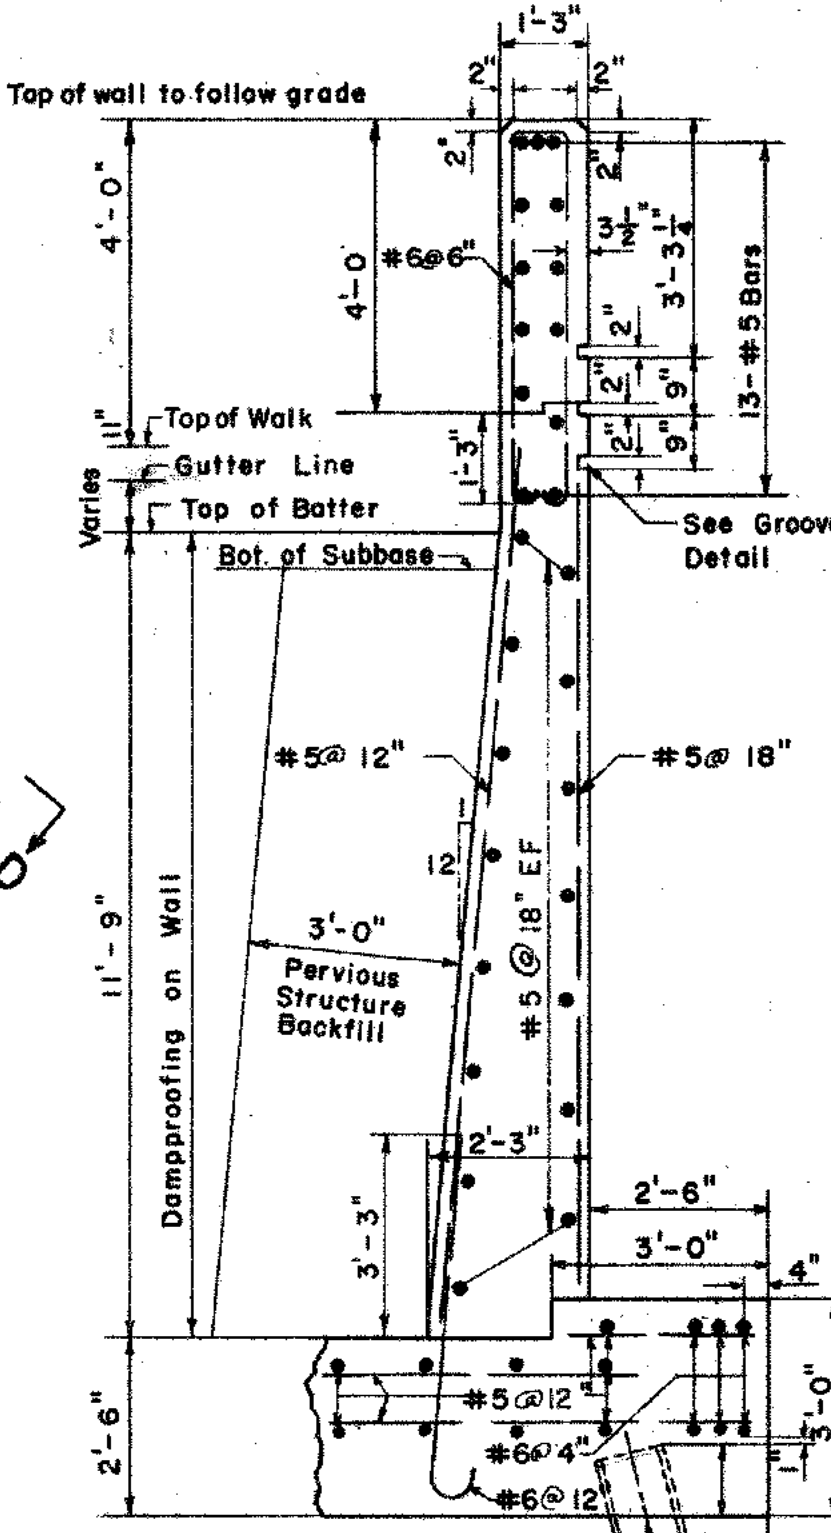 1'-3"
2"
2"
Top of wall to follow grade
2"
2"
4'-0"
4'-0
#6@6"
3 1/2"
3'-3 1/4"
13-#5 Bars
2"
2"
9"
2"
9"
11"
Top of Walk
1'-3"
Gutter Line
Varies
Top of Batter
See Groove
Detail
Bot. of Subbase
#5@ 12"
#5@ 18"
1
12
#5 @ 18" EF
3'-0"
Pervious
Structure
Backfill
11'-9"
Dampproofing on Wall
2'-3"
3'-3"
2'-6"
3'-0"
4"
2'-6"
#5@12
#6@4"
#6@12
1"
3'-0"